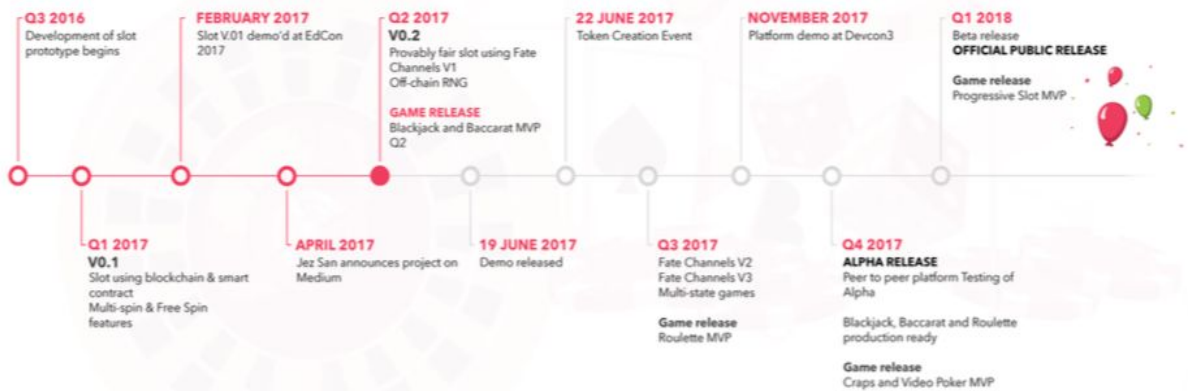 Q3 2016
Development of slot
prototype begins
Q1 2017
V0.1
Slot using blockchain & smart
contract
Multi-spin & Free Spin
features
FEBRUARY 2017
Slot V.01 demo'd at EdCon
2017
APRIL 2017
Jez San announces project on
Medium
Q2 2017
V0.2
Provably fair slot using Fate
Channels V1
Off-chain RNG
GAME RELEASE
Blackjack and Baccarat MVP
Q2
19 JUNE 2017
Demo released
22 JUNE 2017
Token Creation Event
Q3 2017
Fate Channels V2
Fate Channels V3
Multi-state games
Game release
Roulette MVP
NOVEMBER 2017
Platform demo at Devcon3
Q4 2017
ALPHA RELEASE
Peer to peer platform Testing of
Alpha
Blackjack, Baccarat and Roulette
production ready
Game release
Craps and Video Poker MVP
Q1 2018
Beta release
OFFICIAL PUBLIC RELEASE
Game release
Progressive Slot MVP